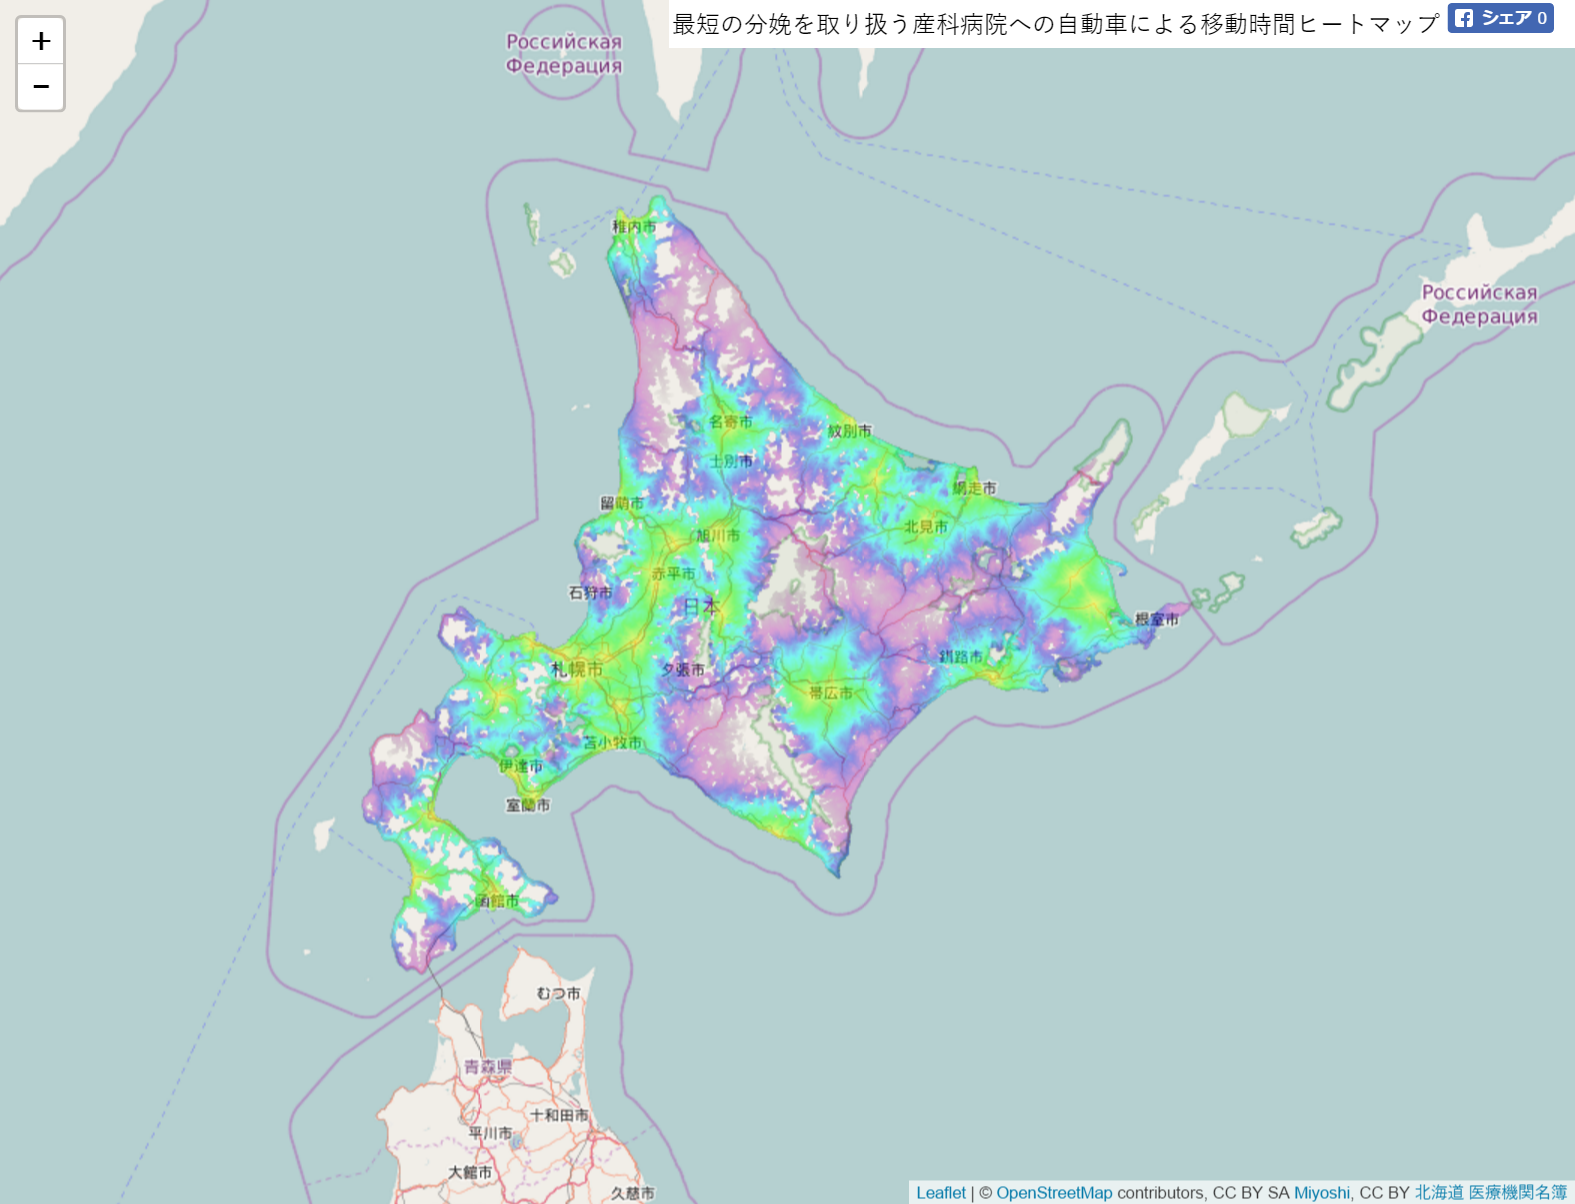 最短の分娩を取り扱う産科病院への自動車による移動時間ヒートマップ
シェア 0
+
−
Российская
Федерация
稚内市
Российская
Федерация
名寄市
紋別市
士別市
網走市
留萌市
北見市
旭川市
赤平市
石狩市
日本
根室市
釧路市
札幌市
夕張市
帯広市
苫小牧市
伊達市
室蘭市
函館市
むつ市
青森県
十和田市
平川市
大館市
久慈市
Leaflet | © OpenStreetMap contributors, CC BY SA Miyoshi, CC BY 北海道 医療機関名簿